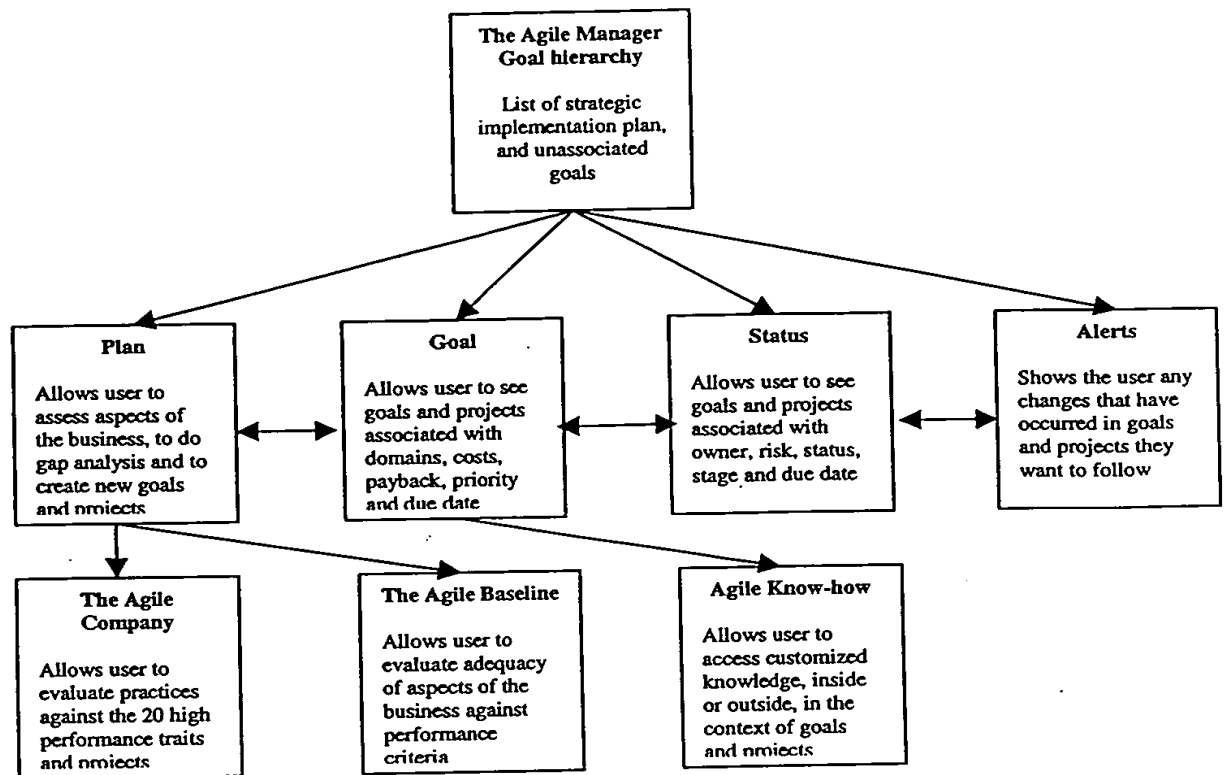 The Agile Manager
Goal hierarchy
List of strategic
implementation plan,
and unassociated
goals
Plan
Allows user to
assess aspects of
the business, to do
gap analysis and to
create new goals
and projects
Goal
Allows user to see
goals and projects
associated with
domains, costs,
payback, priority
and due date
Status
Allows user to see
goals and projects
associated with
owner, risk, status,
stage and due date
Alerts
Shows the user any
changes that have
occurred in goals
and projects they
want to follow
The Agile
Company
Allows user to
evaluate practices
against the 20 high
performance traits
and projects
The Agile Baseline
Allows user to
evaluate adequacy
of aspects of the
business against
performance
criteria
Agile Know-how
Allows user to
access customized
knowledge, inside
or outside, in the
context of goals
and projects